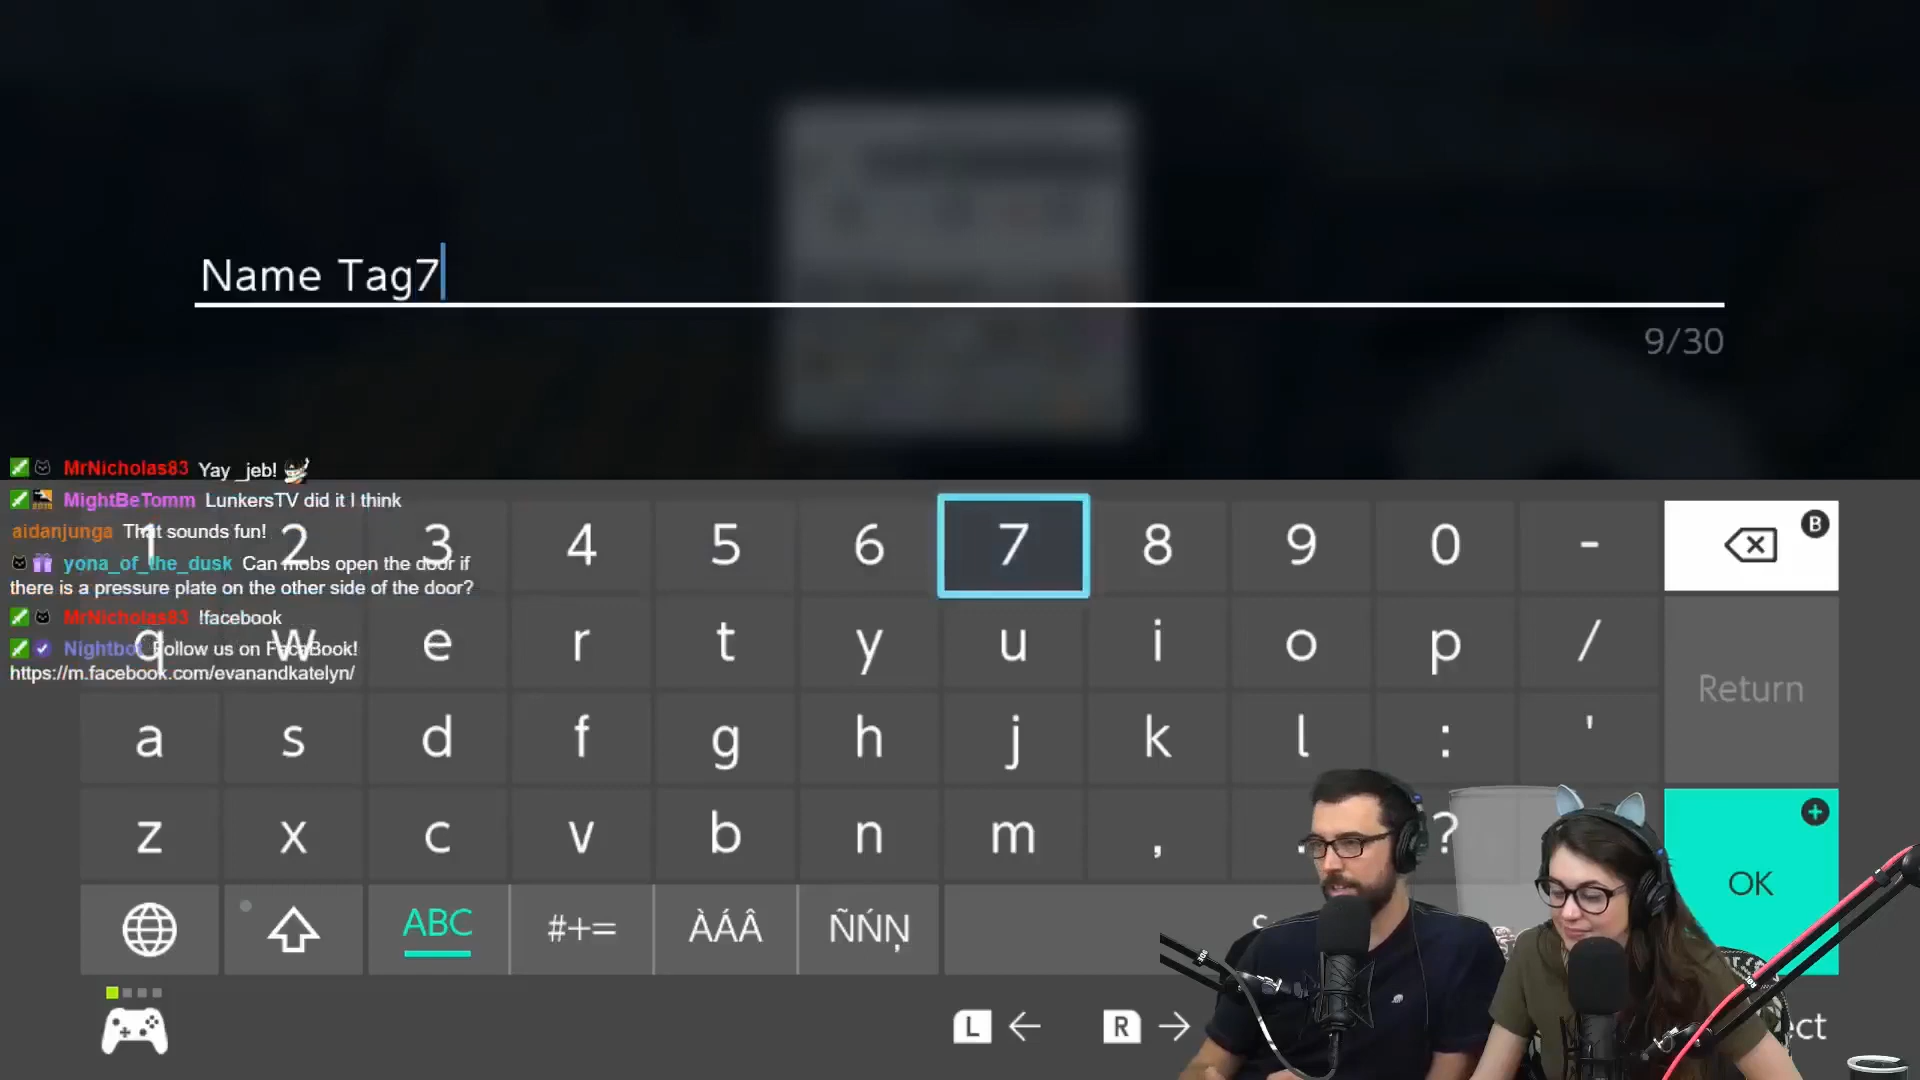 Name Tag7
9/30
MrNicholas83 Yay _jeb!
MightBeTomm LunkersTV did it I think
aidanjunga That sounds fun!
yona_of_the_dusk Can mobs open the door if
there is a pressure plate on the other side of the door?
MrNicholas83 !facebook
Nightbot Follow us on FaceBook!
https://m.facebook.com/evanandkatelyn/
1 2 3 4 5 6 7 8 9 0 - B
q w e r t y u i o p /
Return
a s d f g h j k l : '
z x c v b n m , . ? +
OK
ABC #+= ÀÁÂ ÑŃŅ
L ← R →